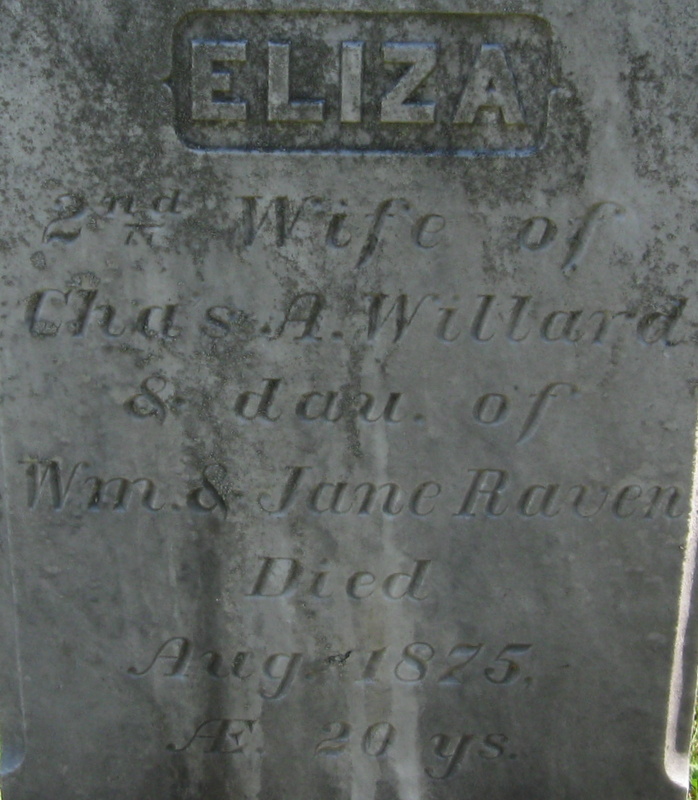 ELIZA
2nd Wife of
Chas A. Willard
& dau. of
Wm. & Jane Raven
Died
Aug. 1875,
Æ. 20 ys.